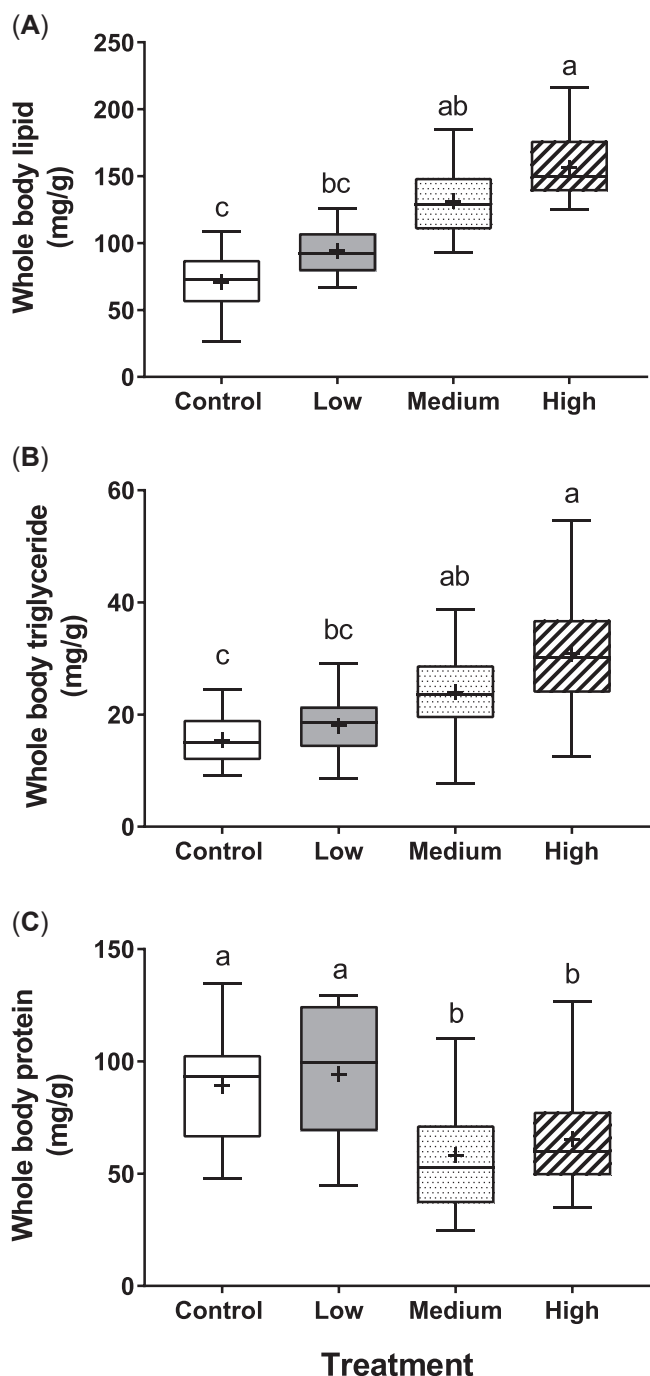 (A)
Whole body lipid
(mg/g)
250
200
150
100
50
0
c
bc
ab
a
Control Low Medium High
(B)
Whole body triglyceride
(mg/g)
60
40
20
0
c
bc
ab
a
Control Low Medium High
(C)
Whole body protein
(mg/g)
150
100
50
0
a
a
b
b
Control Low Medium High
Treatment